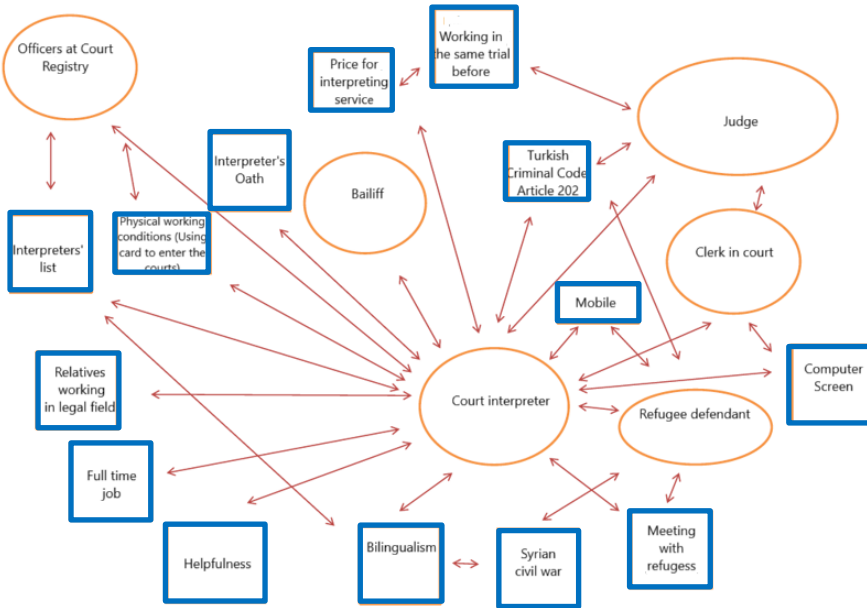 Officers at Court
Registry
Price for
interpreting
service
Working in
the same trial
before
Judge
Interpreter's
Oath
Bailiff
Turkish
Criminal Code
Article 202
Interpreters'
list
Physical working
conditions (Using
card to enter the
courts)
Clerk in court
Mobile
Relatives
working
in legal field
Court interpreter
Refugee defendant
Computer
Screen
Full time
job
Helpfulness
Bilingualism
Syrian
civil war
Meeting
with
refugess